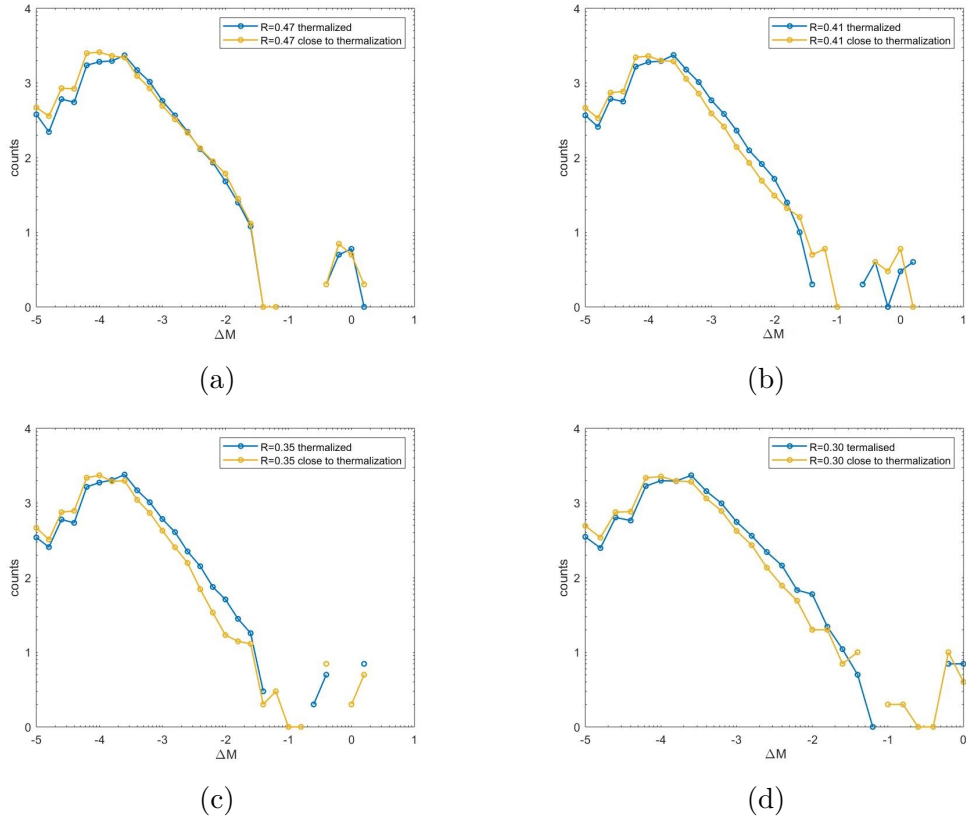 4
3
2
1
0
counts
-5
-4
-3
-2
-1
0
1
ΔM
R=0.47 thermalized
R=0.47 close to thermalization
(a)
4
3
2
1
0
counts
-5
-4
-3
-2
-1
0
1
ΔM
R=0.41 thermalized
R=0.41 close to thermalization
(b)
4
3
2
1
0
counts
-5
-4
-3
-2
-1
0
1
ΔM
R=0.35 thermalized
R=0.35 close to thermalization
(c)
4
3
2
1
0
counts
-5
-4
-3
-2
-1
0
ΔM
R=0.30 termalised
R=0.30 close to thermalization
(d)